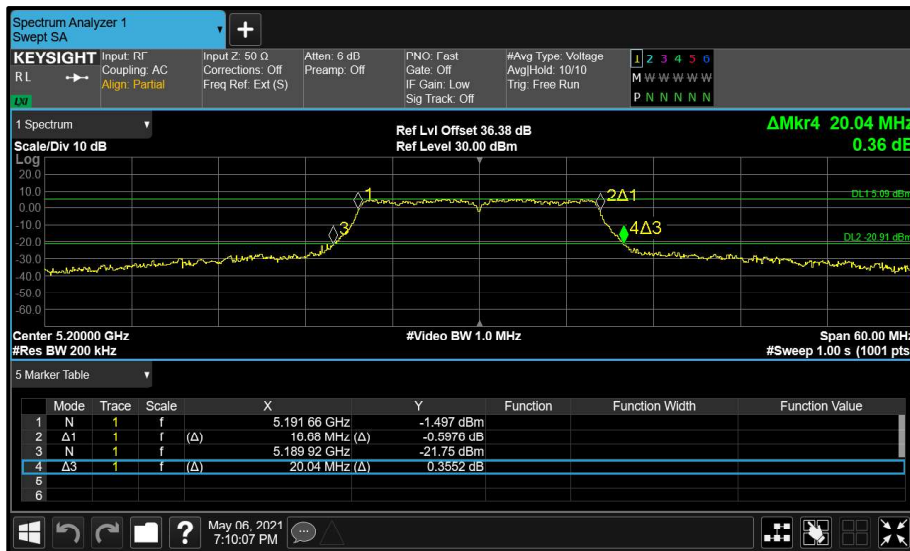 Spectrum Analyzer 1
Swept SA
+
KEYSIGHT Input: RF Input Z: 50 Ω Atten: 6 dB PNO: Fast #Avg Type: Voltage 1 2 3 4 5 6
RL Coupling: AC Corrections: Off Preamp: Off Gate: Off Avg|Hold: 10/10 M W W W W W
Align: Partial Freq Ref: Ext (S) IF Gain: Low Trig: Free Run
LXI Sig Track: Off P N N N N N
1 Spectrum
Ref Lvl Offset 36.38 dB ΔMkr4 20.04 MHz
Scale/Div 10 dB Ref Level 30.00 dBm 0.36 dB
Log
20.0
10.0 1 2Δ1 DL1 5.09 dBm
0.00
-10.0 3 4Δ3
-20.0 DL2 -20.91 dBm
-30.0
-40.0
-50.0
-60.0
Center 5.20000 GHz #Video BW 1.0 MHz Span 60.00 MHz
#Res BW 200 kHz #Sweep 1.00 s (1001 pts
5 Marker Table
Mode Trace Scale X Y Function Function Width Function Value
1 N 1 f 5.191 66 GHz -1.497 dBm
2 Δ1 1 f (Δ) 16.68 MHz (Δ) -0.5976 dB
3 N 1 f 5.189 92 GHz -21.75 dBm
4 Δ3 1 f (Δ) 20.04 MHz (Δ) 0.3552 dB
5
6
? May 06, 2021
7:10:07 PM